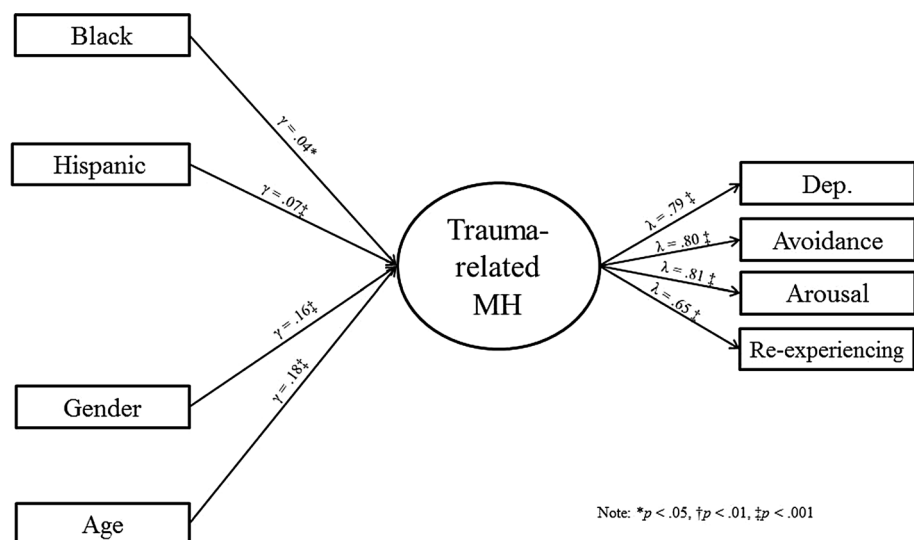 Black
γ = .04*
Hispanic
γ = .07‡
Gender
γ = .16‡
Age
γ = .18‡
Trauma-
related
MH
λ = .79 ‡
Dep.
λ = .80 ‡
Avoidance
λ = .81 ‡
Arousal
λ = .65 ‡
Re-experiencing
Note: *p < .05, †p < .01, ‡p < .001